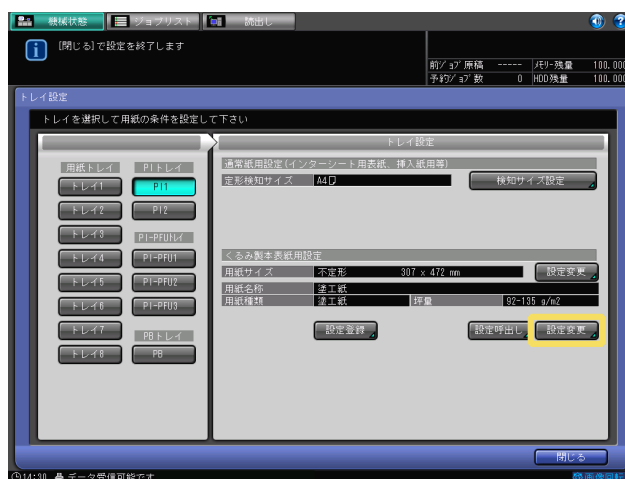 機械状態 ジョブリスト 読出し
[閉じる]で設定を終了します
前ジョブ原稿 ----- メモリー残量 100.000
予約ジョブ数 0 HDD残量 100.000
トレイ設定
トレイを選択して用紙の条件を設定して下さい
トレイ設定
用紙トレイ PIトレイ
トレイ1 PI1
トレイ2 PI2
トレイ3 PI-PFUトレイ
トレイ4 PI-PFU1
トレイ5 PI-PFU2
トレイ6 PI-PFU3
トレイ7 PBトレイ
トレイ8 PB
通常紙用設定(インターシート用表紙、挿入紙用等)
定形検知サイズ A4 検知サイズ設定
くるみ製本表紙用設定
用紙サイズ 不定形 307 x 472 mm 設定変更
用紙名称 塗工紙
用紙種類 塗工紙 坪量 92-135 g/m2
設定登録 設定呼出し 設定変更
閉じる
14:30 データ受信可能です 画像回転